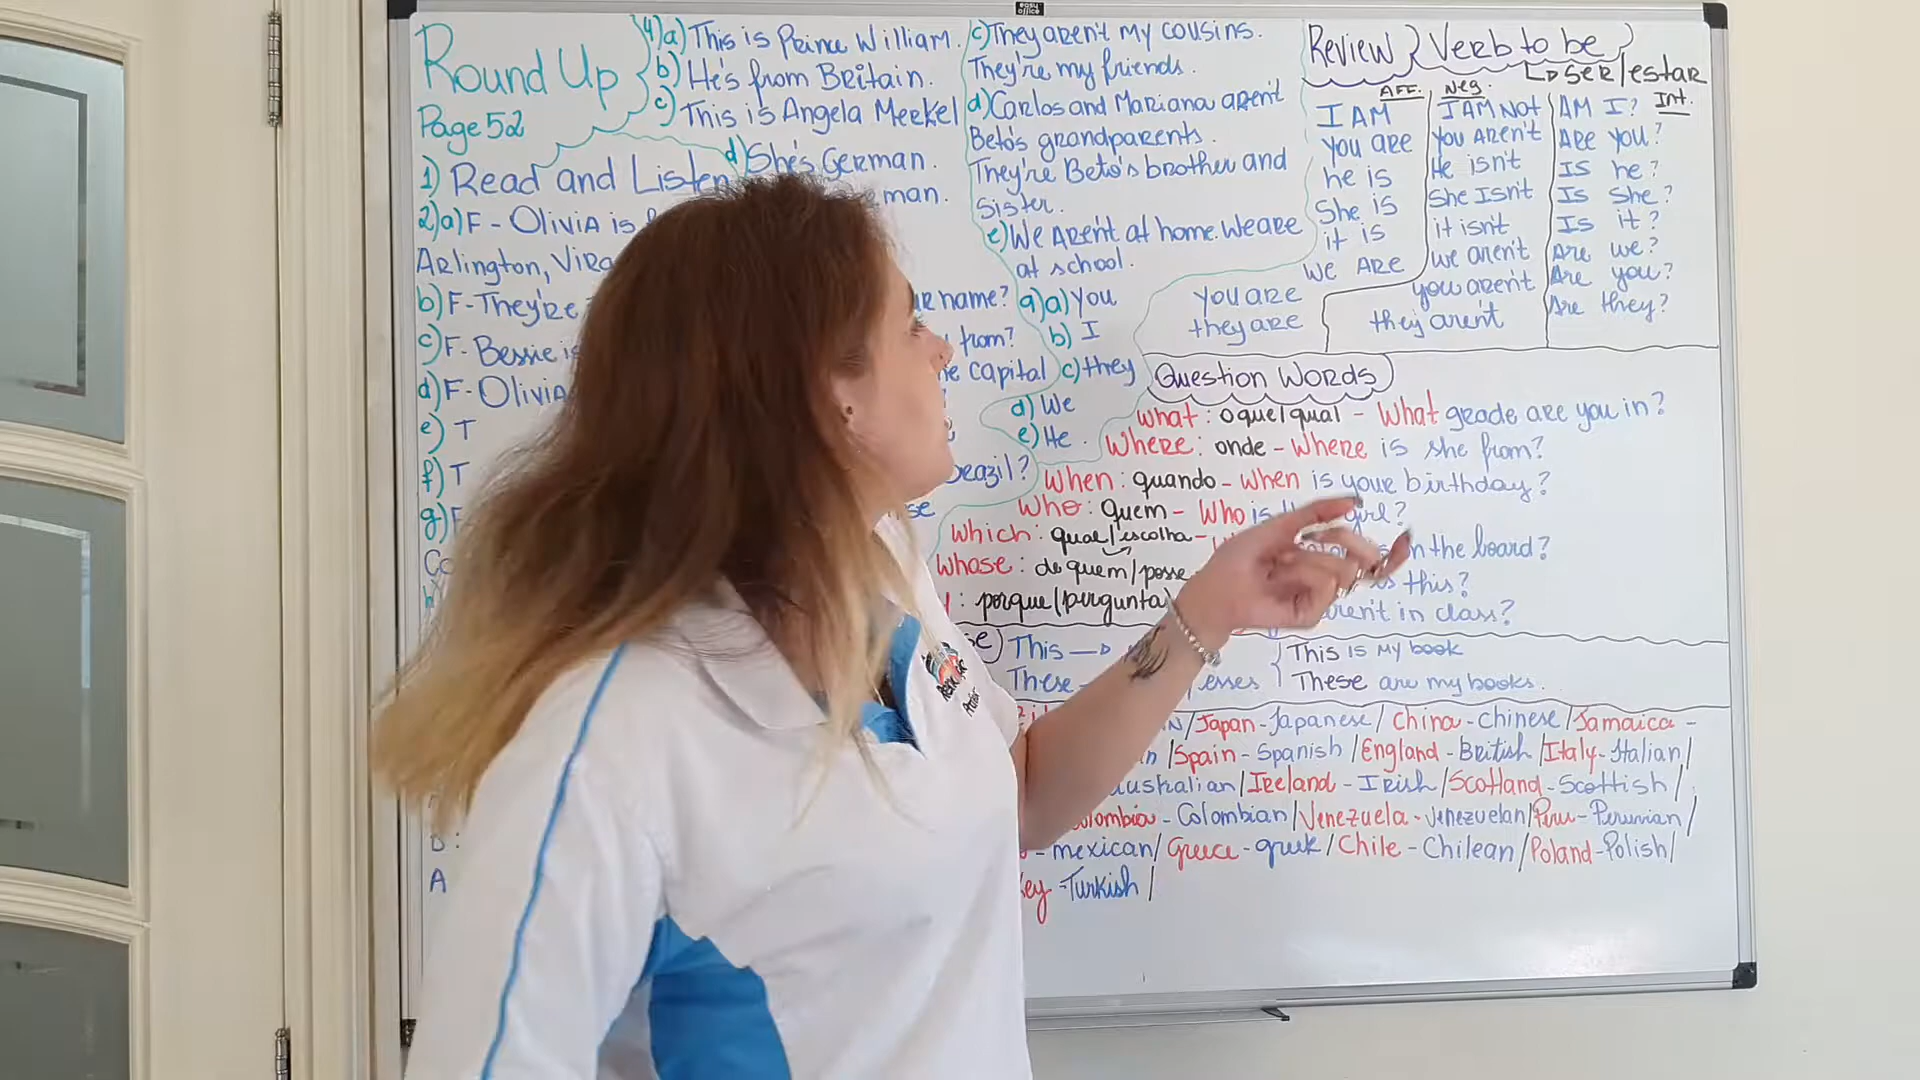 easy office
Round Up
Page 52
1) Read and Listen
2) a) F - Olivia is
Arlington,
b) F - They're
c) F - Bessie is
d) F - Olivia
e) T
f) T
g) F
A
4) a) This is Prince William.
b) He's from Britain.
c) This is Angela Merkel
d) She's German.
man.
name?
from?
capital
Brazil?
c) They aren't my cousins.
They're my friends.
d) Carlos and Mariana aren't
Beto's grandparents.
They're Beto's brother and
sister.
e) We aren't at home. We are
at school.
9) a) you
b) I
c) they
d) We
e) He.
Review Verb to be
↳ ser/estar
AFF. Neg. Int.
I AM I AM NOT AM I?
you are you aren't Are you?
he is He isn't Is he?
She is She Isn't Is she?
it is it isn't Is it?
we are we aren't Are we?
you are you aren't Are you?
they are they aren't Are they?
Question Words
What: o que/qual - What grade are you in?
Where: onde - Where is she from?
When: quando - When is your birthday?
Who: quem - Who is girl?
Which: qual/escolha - on the board?
Whose: de quem/posse this?
: porque (pergunta) aren't in class?
This → This is my book
These These are my books.
/Japan-Japanese/China-Chinese/Jamaica-
/Spain-Spanish/England-British/Italy-Italian/
Australian/Ireland-Irish/Scotland-Scottish/
Colombia-Colombian/Venezuela-Venezuelan/Peru-Peruvian/
-mexican/Greece-greek/Chile-Chilean/Poland-Polish/
-Turkish/